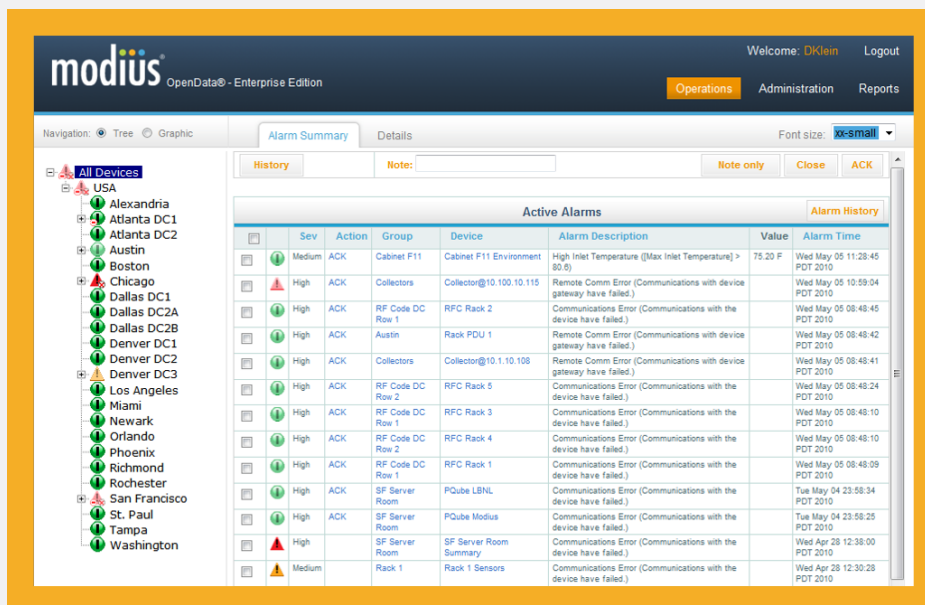 Welcome: DKlein Logout
modiüs OpenData® - Enterprise Edition
Operations Administration Reports
Navigation: Tree Graphic
Alarm Summary Details
Font size: xx-small
All Devices
USA
Alexandria
Atlanta DC1
Atlanta DC2
Austin
Boston
Chicago
Dallas DC1
Dallas DC2A
Dallas DC2B
Denver DC1
Denver DC2
Denver DC3
Los Angeles
Miami
Newark
Orlando
Phoenix
Richmond
Rochester
San Francisco
St. Paul
Tampa
Washington
History Note: Note only Close ACK
Active Alarms Alarm History
Sev Action Group Device Alarm Description Value Alarm Time
Medium ACK Cabinet F11 Cabinet F11 Environment High Inlet Temperature ([Max Inlet Temperature] > 75.20 F Wed May 05 11:28:45
80.6) PDT 2010
High ACK Collectors Collector@10.100.10.115 Remote Comm Error (Communications with device Wed May 05 10:59:04
gateway have failed.) PDT 2010
High ACK RF Code DC RFC Rack 2 Communications Error (Communications with the Wed May 05 08:48:45
Row 1 device have failed.) PDT 2010
High ACK Austin Rack PDU 1 Remote Comm Error (Communications with device Wed May 05 08:48:42
gateway have failed.) PDT 2010
High ACK Collectors Collector@10.1.10.108 Remote Comm Error (Communications with device Wed May 05 08:48:41
gateway have failed.) PDT 2010
High ACK RF Code DC RFC Rack 5 Communications Error (Communications with the Wed May 05 08:48:24
Row 2 device have failed.) PDT 2010
High ACK RF Code DC RFC Rack 3 Communications Error (Communications with the Wed May 05 08:48:10
Row 1 device have failed.) PDT 2010
High ACK RF Code DC RFC Rack 4 Communications Error (Communications with the Wed May 05 08:48:10
Row 2 device have failed.) PDT 2010
High ACK RF Code DC RFC Rack 1 Communications Error (Communications with the Wed May 05 08:48:09
Row 1 device have failed.) PDT 2010
High ACK SF Server PQube LBNL Communications Error (Communications with the Tue May 04 23:58:34
Room device have failed.) PDT 2010
High ACK SF Server PQube Modius Communications Error (Communications with the Tue May 04 23:58:25
Room device have failed.) PDT 2010
High SF Server SF Server Room Communications Error (Communications with the Wed Apr 28 12:38:00
Room Summary device have failed.) PDT 2010
Medium Rack 1 Rack 1 Sensors Communications Error (Communications with the Wed Apr 28 12:30:28
device have failed.) PDT 2010